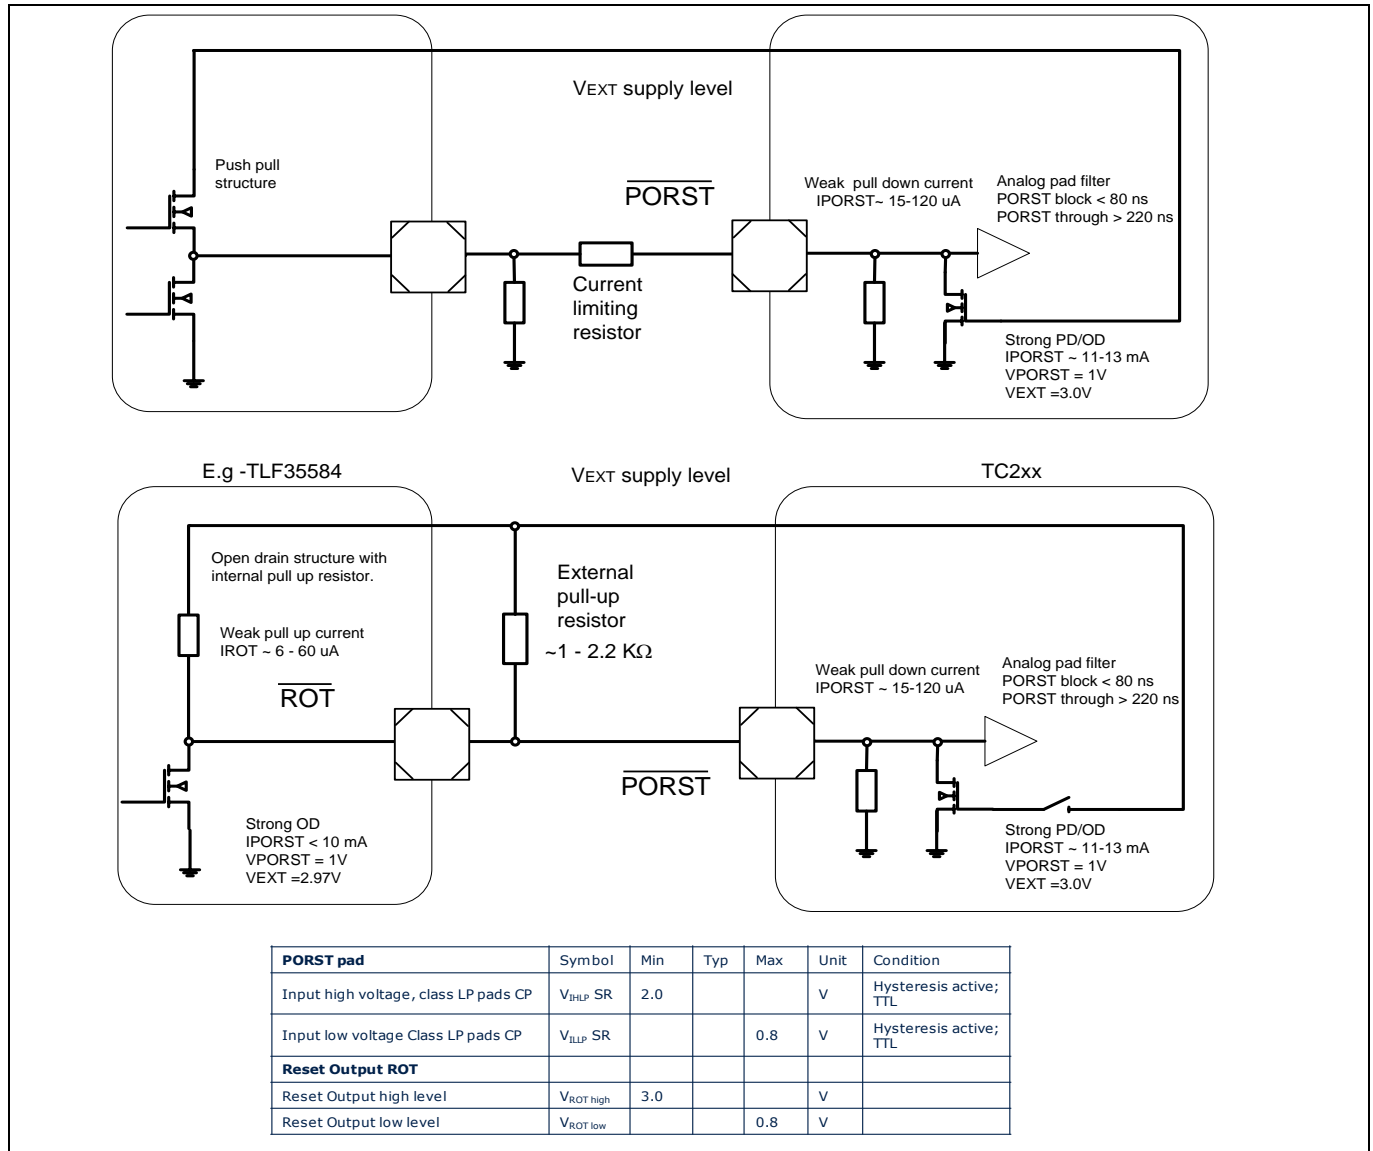 VEXT supply level
Push pull
structure
PORST
Weak pull down current
IPORST~ 15-120 uA
Analog pad filter
PORST block < 80 ns
PORST through > 220 ns
Current
limiting
resistor
Strong PD/OD
IPORST ~ 11-13 mA
VPORST = 1V
VEXT =3.0V
E.g -TLF35584
VEXT supply level
TC2xx
Open drain structure with
internal pull up resistor.
Weak pull up current
IROT ~ 6 - 60 uA
ROT
External
pull-up
resistor
~1 - 2.2 KΩ
Weak pull down current
IPORST ~ 15-120 uA
Analog pad filter
PORST block < 80 ns
PORST through > 220 ns
PORST
Strong OD
IPORST < 10 mA
VPORST = 1V
VEXT =2.97V
Strong PD/OD
IPORST ~ 11-13 mA
VPORST = 1V
VEXT =3.0V
PORST pad Symbol Min Typ Max Unit Condition
Input high voltage, class LP pads CP VIHLP SR 2.0 V Hysteresis active;
TTL
Input low voltage Class LP pads CP VILLP SR 0.8 V Hysteresis active;
TTL
Reset Output ROT
Reset Output high level VROT high 3.0 V
Reset Output low level VROT low 0.8 V